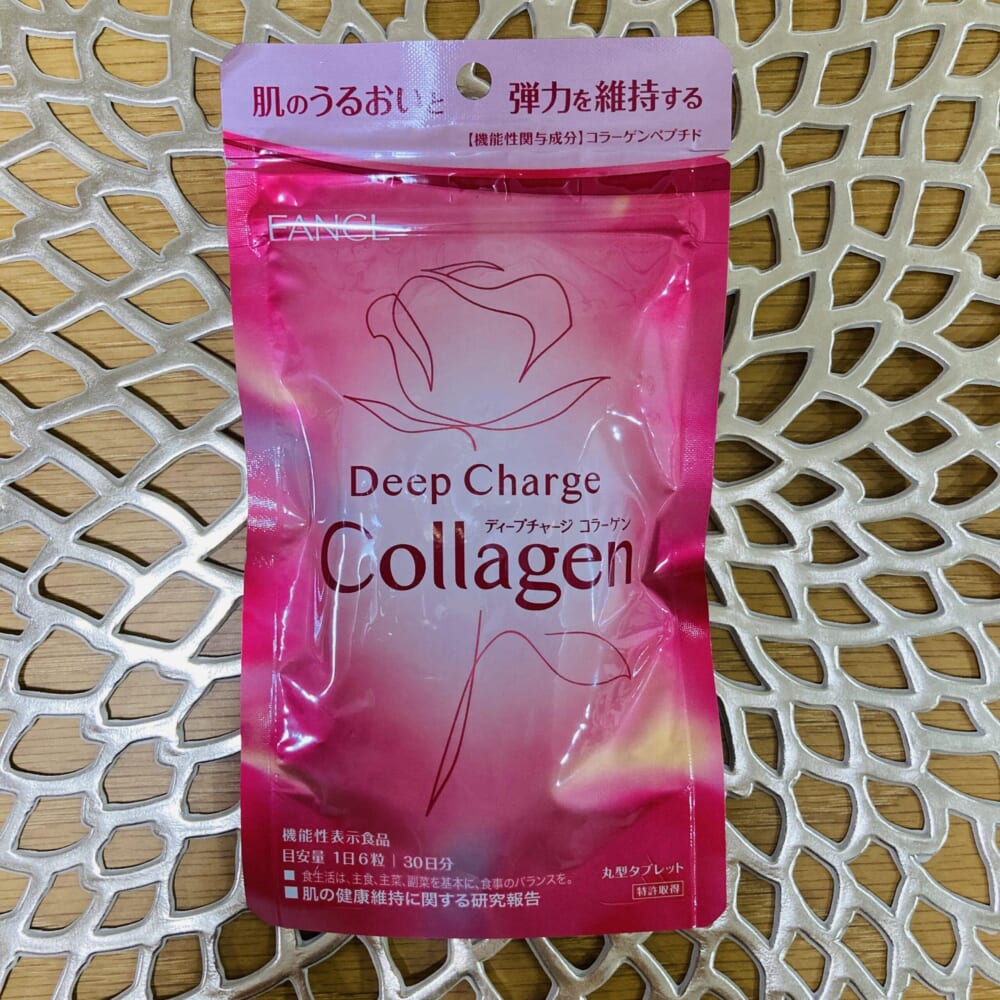 肌のうるおいと 弾力を維持する
【機能性関与成分】コラーゲンペプチド
FANCL
Deep Charge
ディープチャージ コラーゲン
Collagen
機能性表示食品
目安量 1日6粒 | 30日分
■ 食生活は、主食、主菜、副菜を基本に、食事のバランスを。
■ 肌の健康維持に関する研究報告
丸型タブレット
特許取得